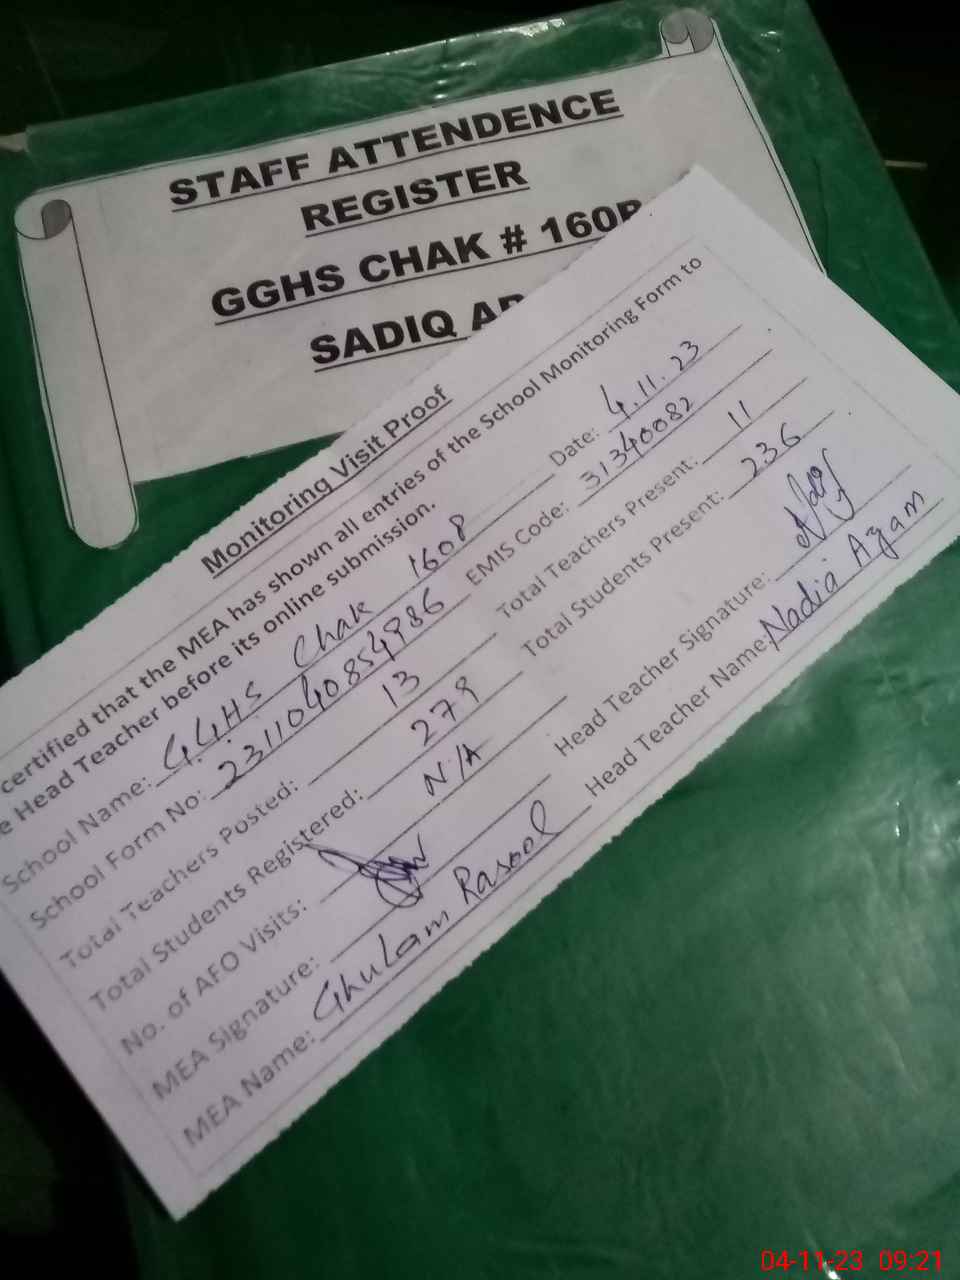 STAFF ATTENDENCE
REGISTER
GGHS CHAK # 160P
SADIQ AB
Monitoring Visit Proof
certified that the MEA has shown all entries of the School Monitoring Form to
e Head Teacher before its online submission.
School Name: G.GHS Chak 160P Date: 4.11.23
School Form No: 2311040854986 EMIS Code: 31340082
Total Teachers Posted: 13 Total Teachers Present: 11
Total Students Registered: 279 Total Students Present: 236
No. of AFO Visits: N/A
MEA Signature: Head Teacher Signature:
MEA Name: Ghulam Rasool Head Teacher Name: Nadia Azam
04-11-23 09:21